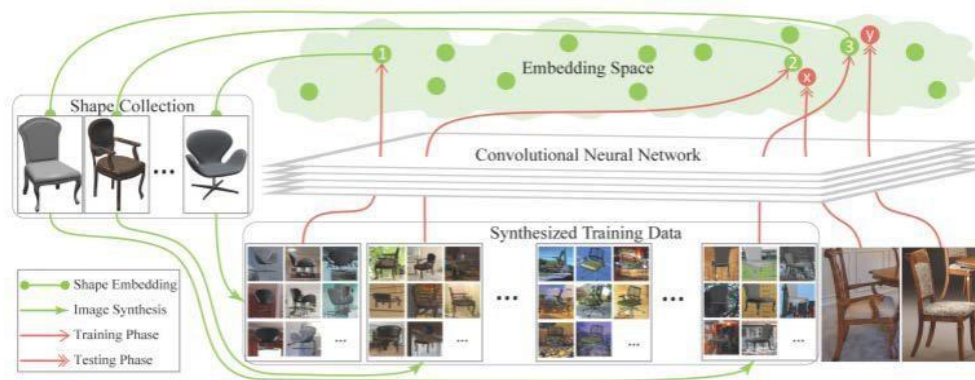 1
2
3
y
x
Embedding Space
Shape Collection
...
Convolutional Neural Network
Synthesized Training Data
Shape Embedding
Image Synthesis
Training Phase
Testing Phase
...
...
...
...
...
...